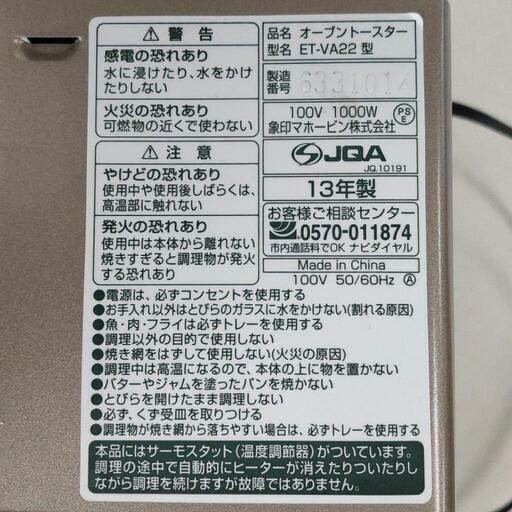 ⚠ 警告
感電の恐れあり
水に浸けたり、水をかけ
たりしない
火災の恐れあり
可燃物の近くで使わない
⚠ 注意
やけどの恐れあり
使用中や使用後しばらくは、
高温部に触れない
発火の恐れあり
使用中は本体から離れない
焼きすぎると調理物が発火
する恐れあり
品名 オーブントースター
型名 ET-VA22 型
製造番号 6331014
100V 1000W
象印マホービン株式会社
PS E
JQA
JQ.10191
13年製
お客様ご相談センター
0570-011874
市内通話料でOK ナビダイヤル
Made in China
100V 50/60Hz A
●電源は、必ずコンセントを使用する
●お手入れ以外はとびらのガラスに水をかけない(割れる原因)
●魚・肉・フライは必ずトレーを使用する
●調理以外の目的で使用しない
●焼き網をはずして使用しない(火災の原因)
●調理中は高温になるので、本体の上に物を置かない
●バターやジャムを塗ったパンを焼かない
●とびらを開けたまま調理しない
●必ず、くず受皿を取りつける
●調理物が焼き網から落ちやすい場合は、必ずトレーを使用する
本品にはサーモスタット(温度調節器)がついています。
調理の途中で自動的にヒーターが消えたりついたりし
ながら調理を続けますが故障ではありません。